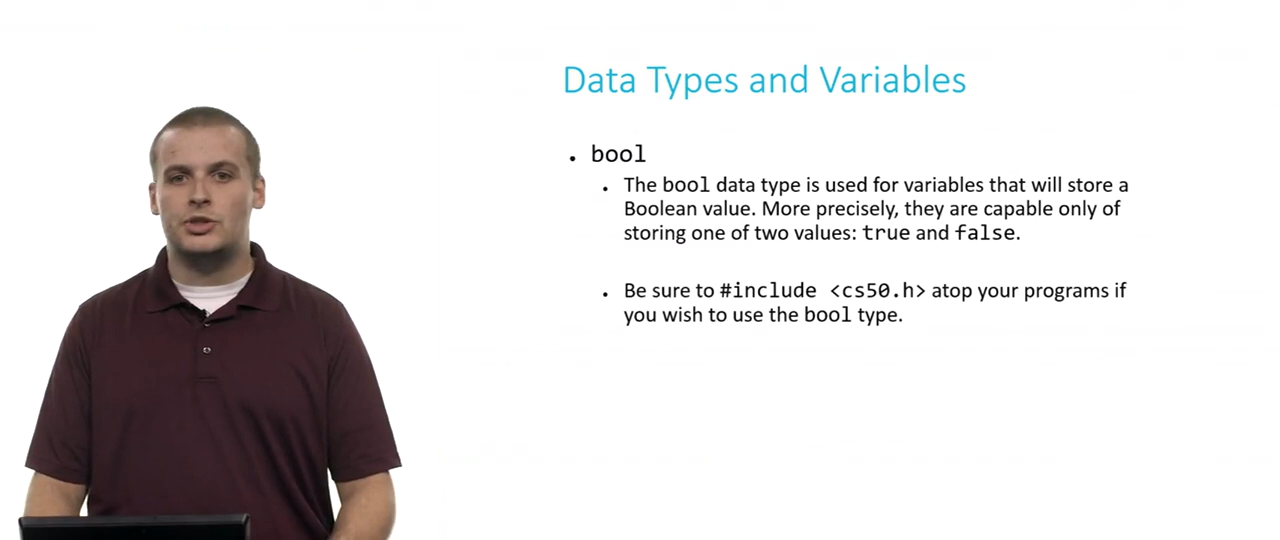 Data Types and Variables
• bool
• The bool data type is used for variables that will store a
Boolean value. More precisely, they are capable only of
storing one of two values: true and false.
• Be sure to #include <cs50.h> atop your programs if
you wish to use the bool type.